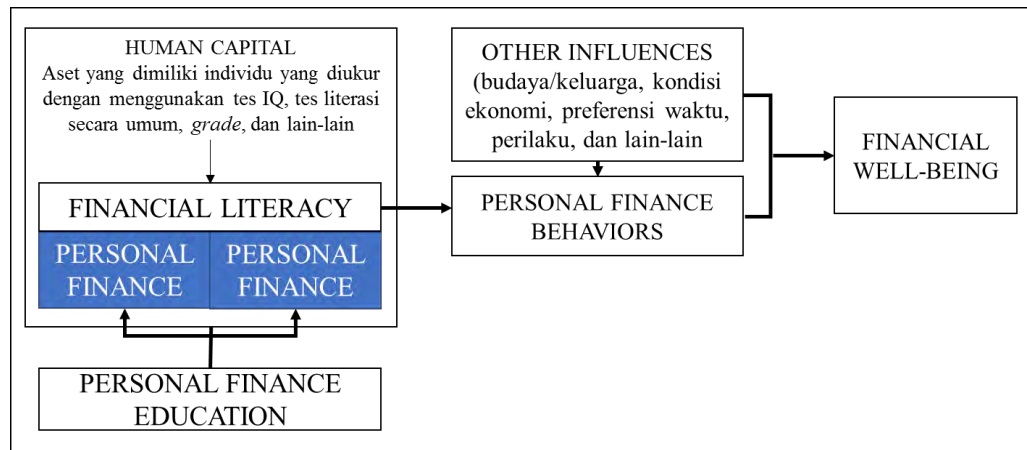 HUMAN CAPITAL
Aset yang dimiliki individu yang diukur
dengan menggunakan tes IQ, tes literasi
secara umum, grade, dan lain-lain
FINANCIAL LITERACY
PERSONAL
FINANCE
PERSONAL
FINANCE
PERSONAL FINANCE
EDUCATION
OTHER INFLUENCES
(budaya/keluarga, kondisi
ekonomi, preferensi waktu,
perilaku, dan lain-lain
PERSONAL FINANCE
BEHAVIORS
FINANCIAL
WELL-BEING